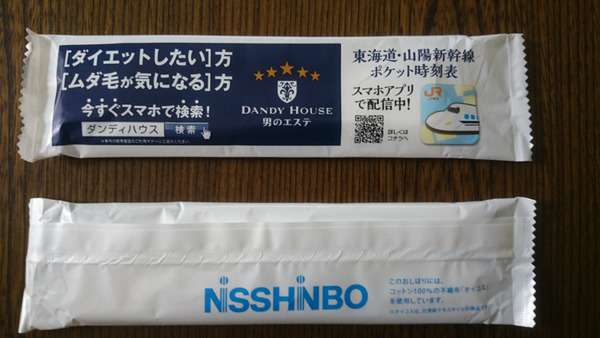 [ダイエットしたい]方
[ムダ毛が気になる]方
今すぐスマホで検索!
ダンディハウス 検索
DANDY HOUSE
男のエステ
東海道・山陽新幹線
ポケット時刻表
スマホアプリ
で配信中!
JR
詳しくは
コチラへ
NISSHINBO
このおしぼりには、
コットン100%の不織布「オイコス」
を使用しています。